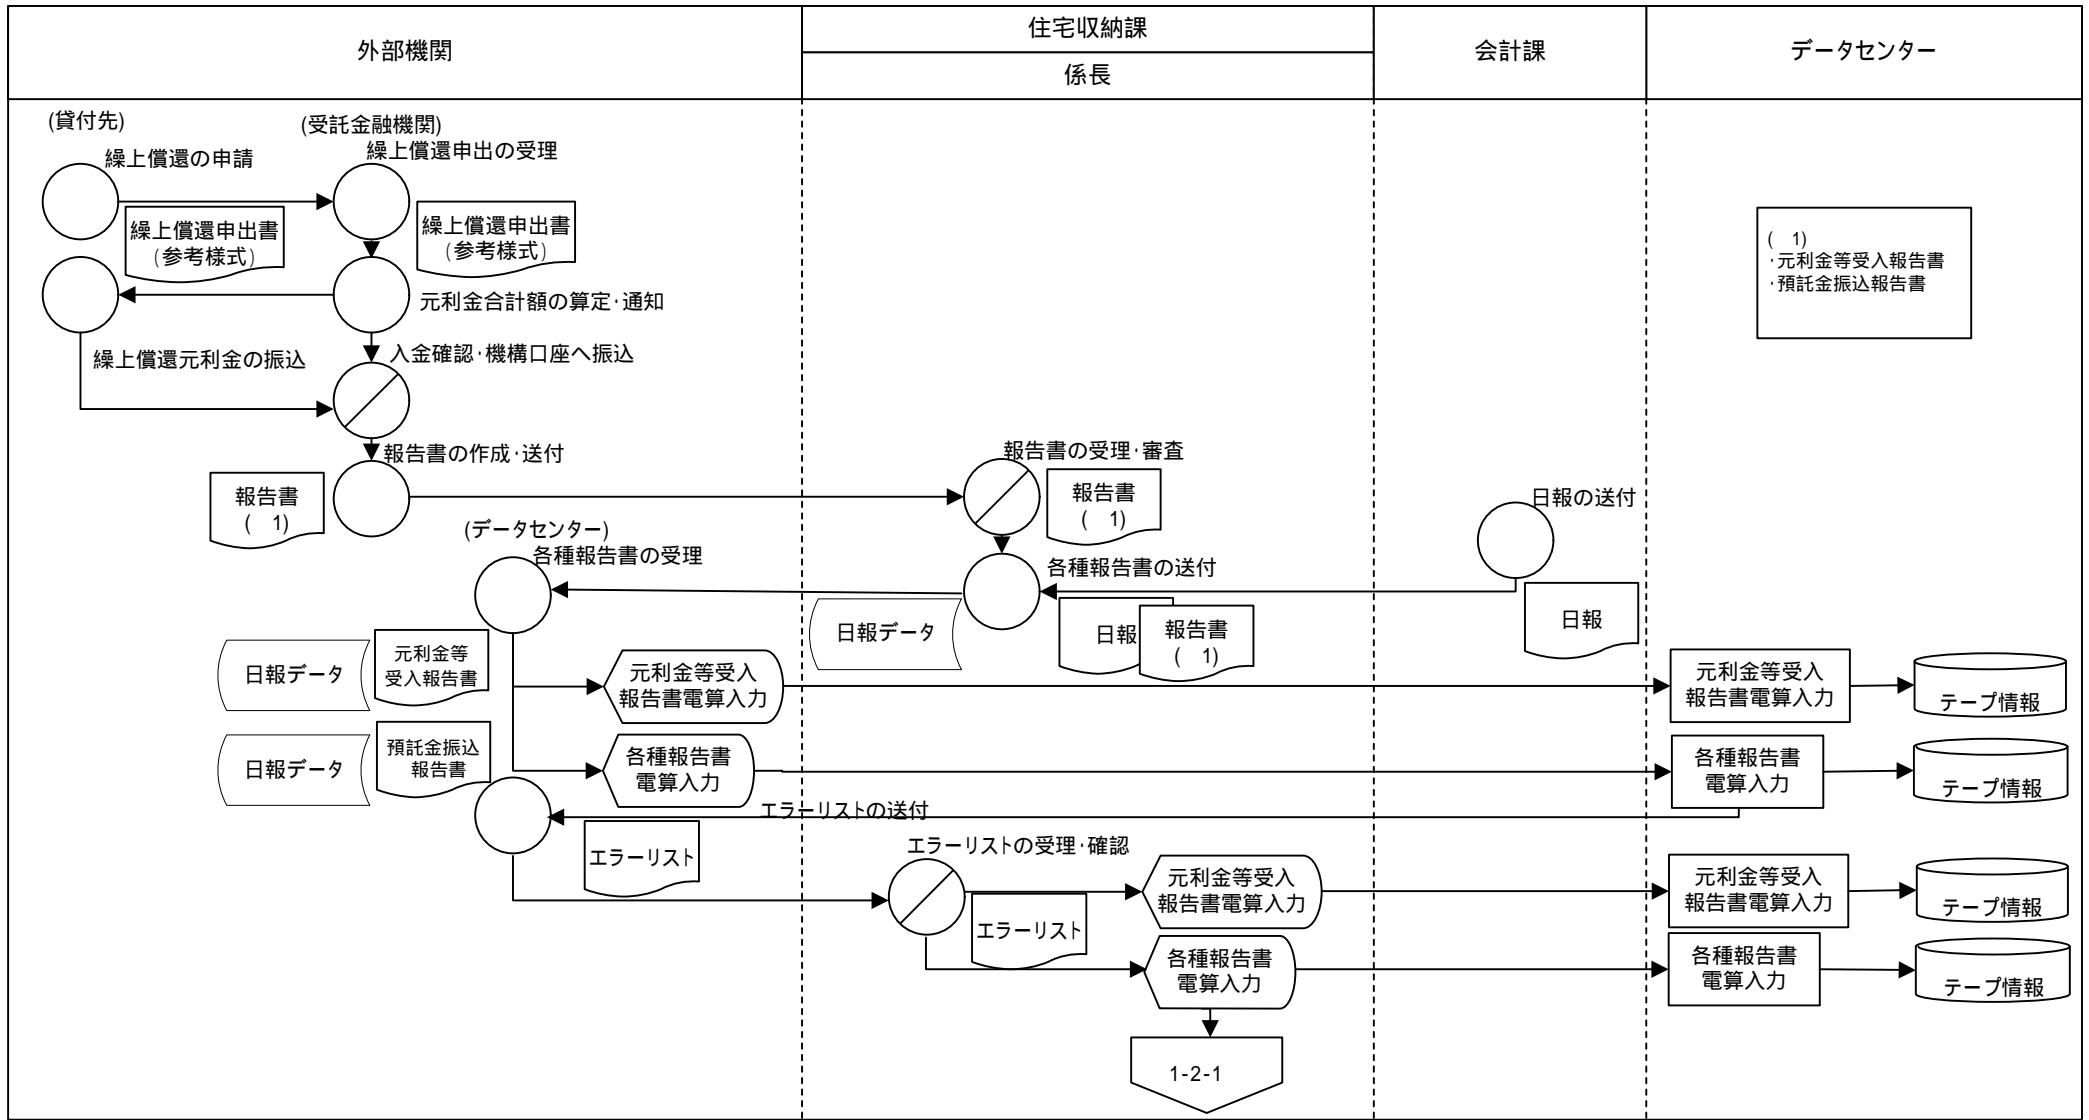 外部機関
住宅収納課
係長
会計課
データセンター
(貸付先)
(受託金融機関)
繰上償還の申請
繰上償還申出の受理
繰上償還申出書
(参考様式)
繰上償還申出書
(参考様式)
( 1)
·元利金等受入報告書
·預託金振込報告書
元利金合計額の算定·通知
繰上償還元利金の振込
入金確認·機構口座へ振込
報告書の作成·送付
報告書
( 1)
報告書の受理·審査
報告書
( 1)
日報の送付
(データセンター)
各種報告書の受理
各種報告書の送付
日報データ
日報
報告書
( 1)
日報
日報データ
元利金等
受入報告書
元利金等受入
報告書電算入力
元利金等受入
報告書電算入力
テープ情報
日報データ
預託金振込
報告書
各種報告書
電算入力
各種報告書
電算入力
テープ情報
エラーリストの送付
エラーリスト
エラーリストの受理·確認
エラーリスト
元利金等受入
報告書電算入力
元利金等受入
報告書電算入力
テープ情報
各種報告書
電算入力
各種報告書
電算入力
テープ情報
1-2-1